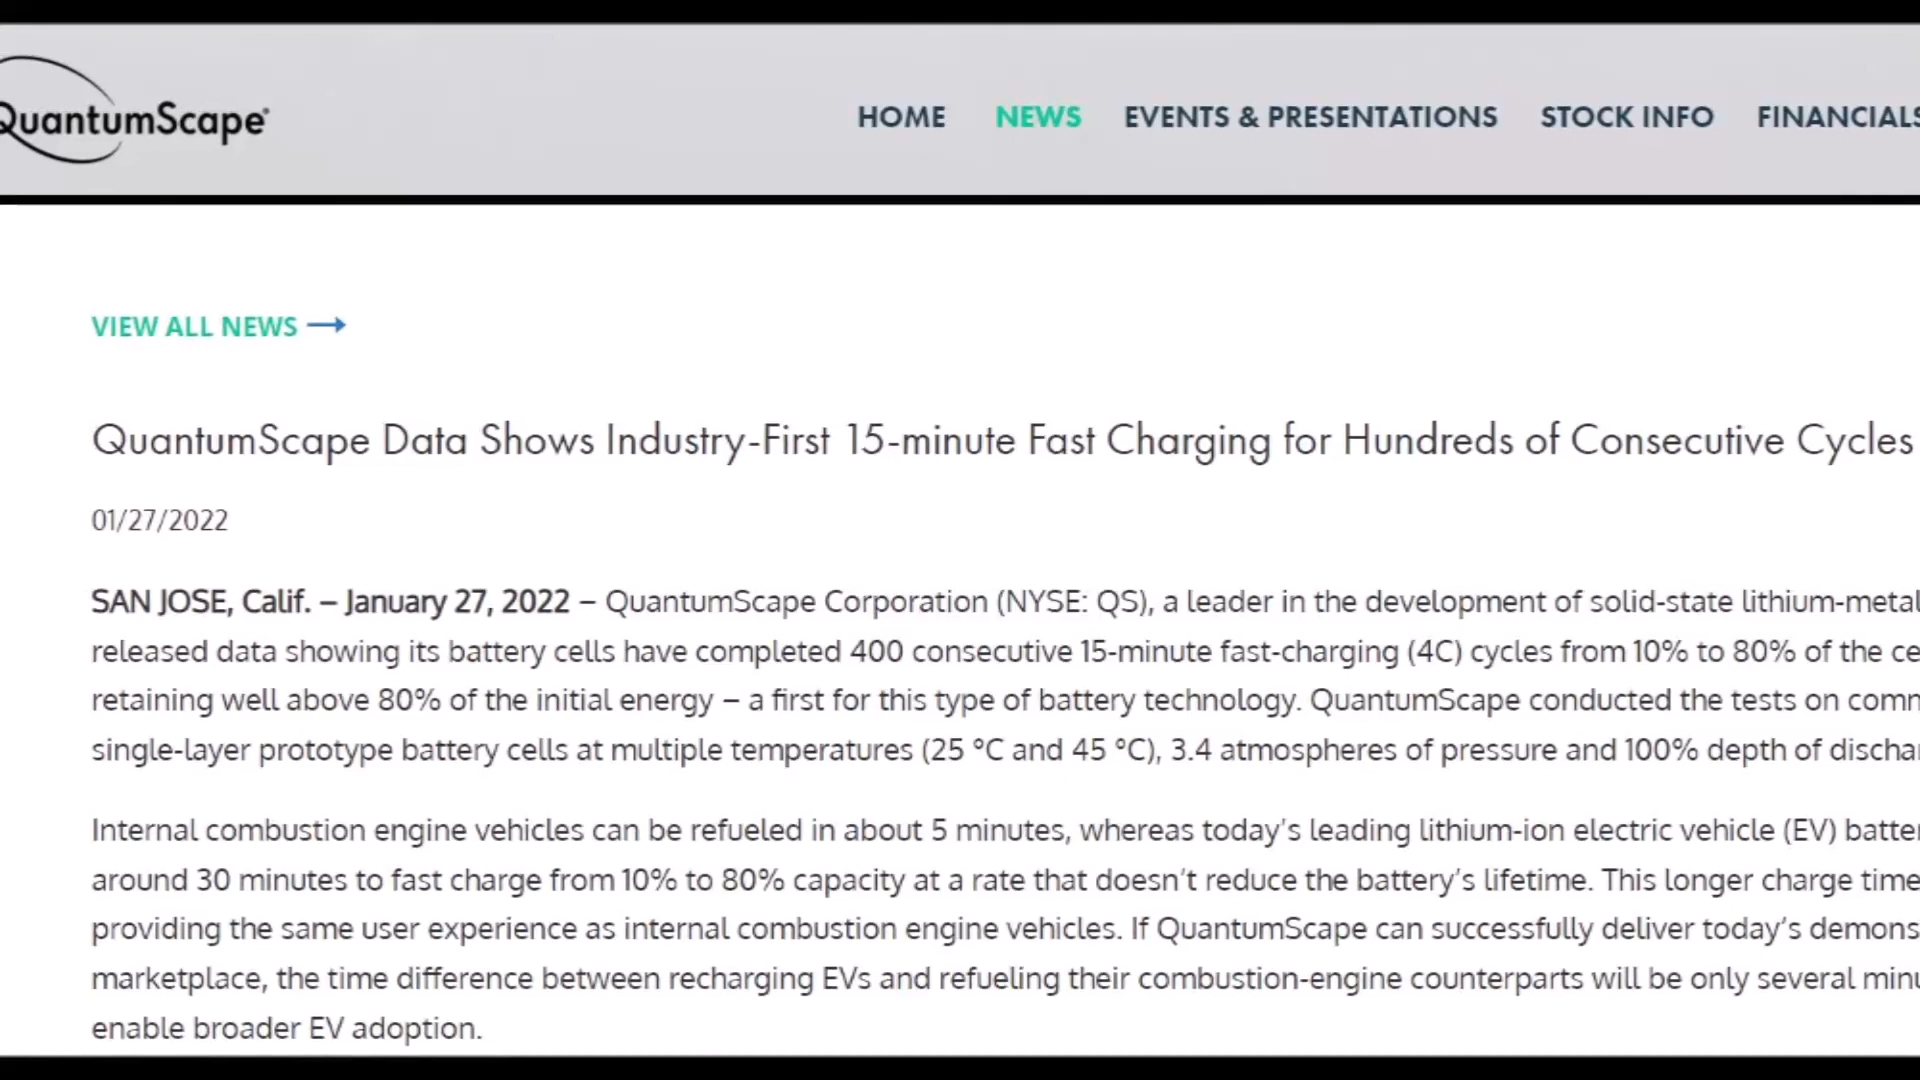 QuantumScape®
HOME NEWS EVENTS & PRESENTATIONS STOCK INFO FINANCIALS
VIEW ALL NEWS
QuantumScape Data Shows Industry-First 15-minute Fast Charging for Hundreds of Consecutive Cycles
01/27/2022
SAN JOSE, Calif. – January 27, 2022 – QuantumScape Corporation (NYSE: QS), a leader in the development of solid-state lithium-metal
released data showing its battery cells have completed 400 consecutive 15-minute fast-charging (4C) cycles from 10% to 80% of the
retaining well above 80% of the initial energy – a first for this type of battery technology. QuantumScape conducted the tests on
single-layer prototype battery cells at multiple temperatures (25 °C and 45 °C), 3.4 atmospheres of pressure and 100% depth of
Internal combustion engine vehicles can be refueled in about 5 minutes, whereas today's leading lithium-ion electric vehicle (EV)
around 30 minutes to fast charge from 10% to 80% capacity at a rate that doesn't reduce the battery's lifetime. This longer charge time
providing the same user experience as internal combustion engine vehicles. If QuantumScape can successfully deliver today's
marketplace, the time difference between recharging EVs and refueling their combustion-engine counterparts will be only several
enable broader EV adoption.